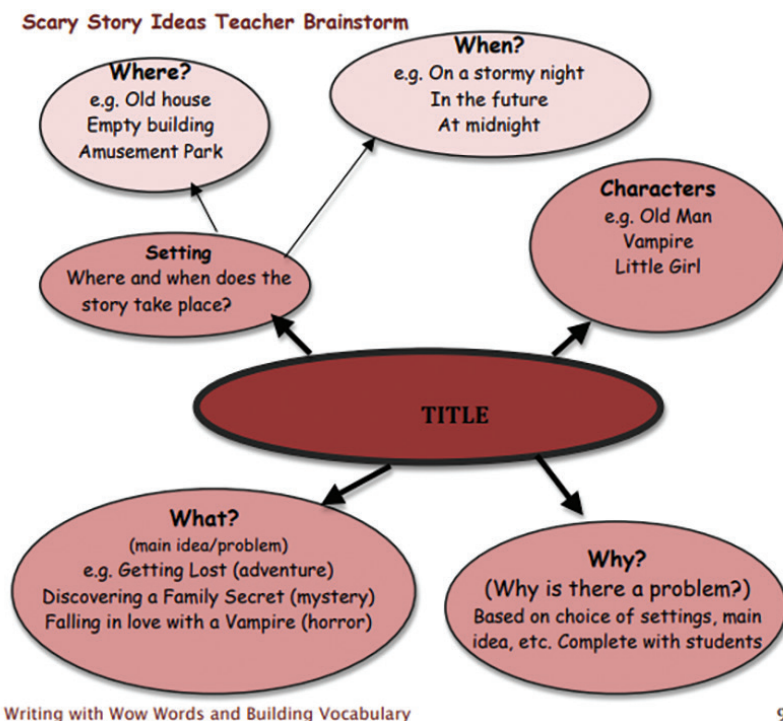 Scary Story Ideas Teacher Brainstorm
Where?
e.g. Old house
Empty building
Amusement Park
When?
e.g. On a stormy night
In the future
At midnight
Setting
Where and when does the
story take place?
Characters
e.g. Old Man
Vampire
Little Girl
TITLE
What?
(main idea/problem)
e.g. Getting Lost (adventure)
Discovering a Family Secret (mystery)
Falling in love with a Vampire (horror)
Why?
(Why is there a problem?)
Based on choice of settings, main
idea, etc. Complete with students
Writing with Wow Words and Building Vocabulary